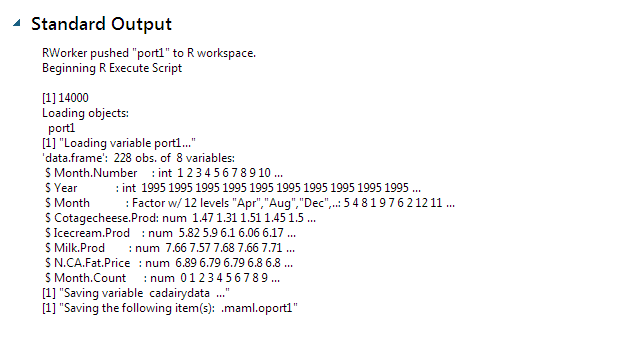 Standard Output
RWorker pushed "port1" to R workspace.
Beginning R Execute Script
[1] 14000
Loading objects:
port1
[1] "Loading variable port1..."
'data.frame': 228 obs. of 8 variables:
$ Month.Number : int 1 2 3 4 5 6 7 8 9 10 ...
$ Year : int 1995 1995 1995 1995 1995 1995 1995 1995 1995 1995 ...
$ Month : Factor w/ 12 levels "Apr","Aug","Dec",..: 5 4 8 1 9 7 6 2 12 11 ...
$ Cotagecheese.Prod: num 1.47 1.31 1.51 1.45 1.5 ...
$ Icecream.Prod : num 5.82 5.9 6.1 6.06 6.17 ...
$ Milk.Prod : num 7.66 7.57 7.68 7.66 7.71 ...
$ N.CA.Fat.Price : num 6.89 6.79 6.79 6.8 6.8 ...
$ Month.Count : num 0 1 2 3 4 5 6 7 8 9 ...
[1] "Saving variable cadairydata ..."
[1] "Saving the following item(s): .maml.oport1"